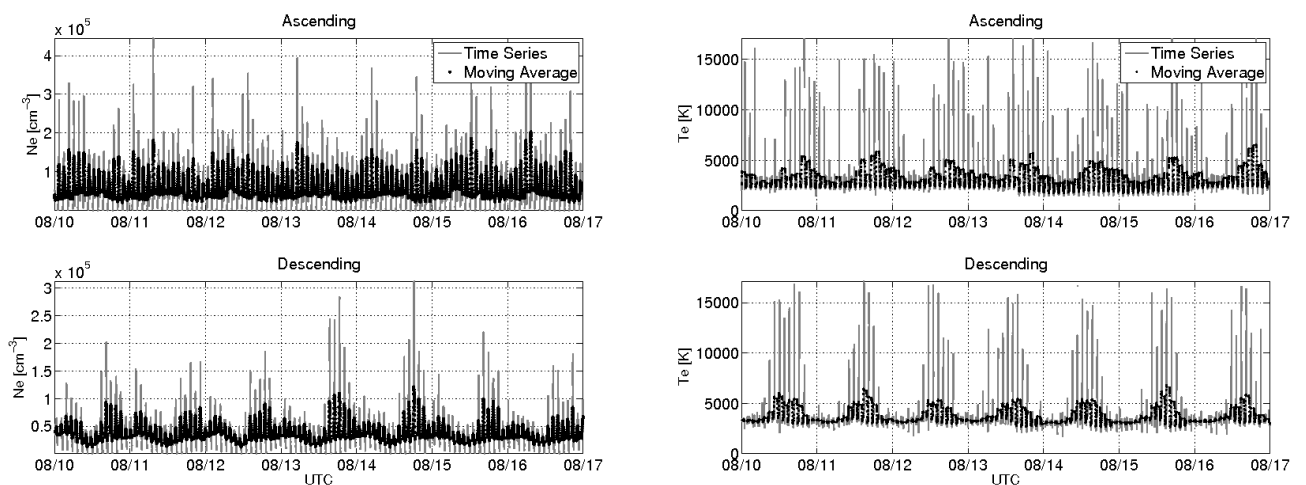 Ascending
x 10^5
Ne [cm^-3]
4
3
2
1
Time Series
Moving Average
08/10 08/11 08/12 08/13 08/14 08/15 08/16 08/17
Ascending
Te [K]
15000
10000
5000
0
Time Series
Moving Average
08/10 08/11 08/12 08/13 08/14 08/15 08/16 08/17
Descending
x 10^5
Ne [cm^-3]
3
2.5
2
1.5
1
0.5
08/10 08/11 08/12 08/13 08/14 08/15 08/16 08/17
UTC
Descending
Te [K]
15000
10000
5000
0
08/10 08/11 08/12 08/13 08/14 08/15 08/16 08/17
UTC